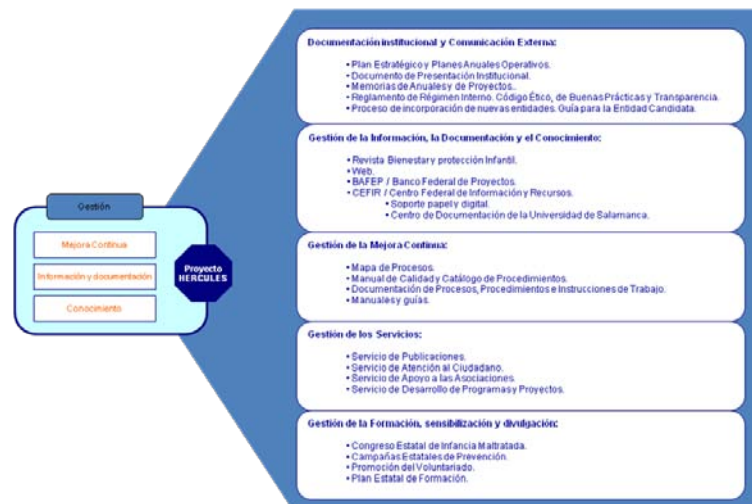 Gestión
Mejora Continua
Información y documentación
Conocimiento
Proyecto
HERCULES
Documentación institucional y Comunicación Externa:
• Plan Estratégico y Planes Anuales Operativos.
• Documento de Presentación Institucional.
• Memorias de Anuales y de Proyectos..
• Reglamento de Régimen Interno. Código Ético, de Buenas Prácticas y Transparencia.
• Proceso de incorporación de nuevas entidades. Guía para la Entidad Candidata.
Gestión de la Información, la Documentación y el Conocimiento:
• Revista Bienestar y protección Infantil.
• Web.
• BAFEP / Banco Federal de Proyectos.
• CEFIR / Centro Federal de Información y Recursos.
• Soporte papel y digital.
• Centro de Documentación de la Universidad de Salamanca.
Gestión de la Mejora Continua:
• Mapa de Procesos.
• Manual de Calidad y Catálogo de Procedimientos.
• Documentación de Procesos, Procedimientos e Instrucciones de Trabajo.
• Manuales y guías.
Gestión de los Servicios:
• Servicio de Publicaciones.
• Servicio de Atención al Ciudadano.
• Servicio de Apoyo a las Asociaciones.
• Servicio de Desarrollo de Programas y Proyectos.
Gestión de la Formación, sensibilización y divulgación:
• Congreso Estatal de Infancia Maltratada.
• Campañas Estatales de Prevención.
• Promoción del Voluntariado.
• Plan Estatal de Formación.